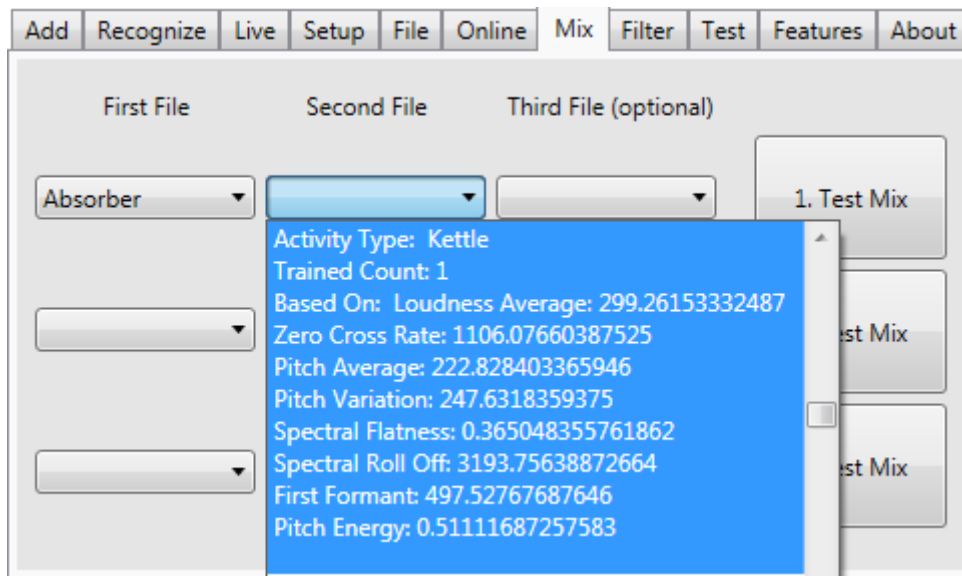 Add Recognize Live Setup File Online Mix Filter Test Features About
First File Second File Third File (optional)
Absorber 1. Test Mix
Activity Type:  Kettle
Trained Count: 1
Based On:  Loudness Average: 299.26153332487
Zero Cross Rate: 1106.07660387525
Pitch Average: 222.828403365946
Pitch Variation: 247.6318359375
Spectral Flatness: 0.365048355761862
Spectral Roll Off: 3193.75638872664
First Formant: 497.52767687646
Pitch Energy: 0.51111687257583
Mix
Mix